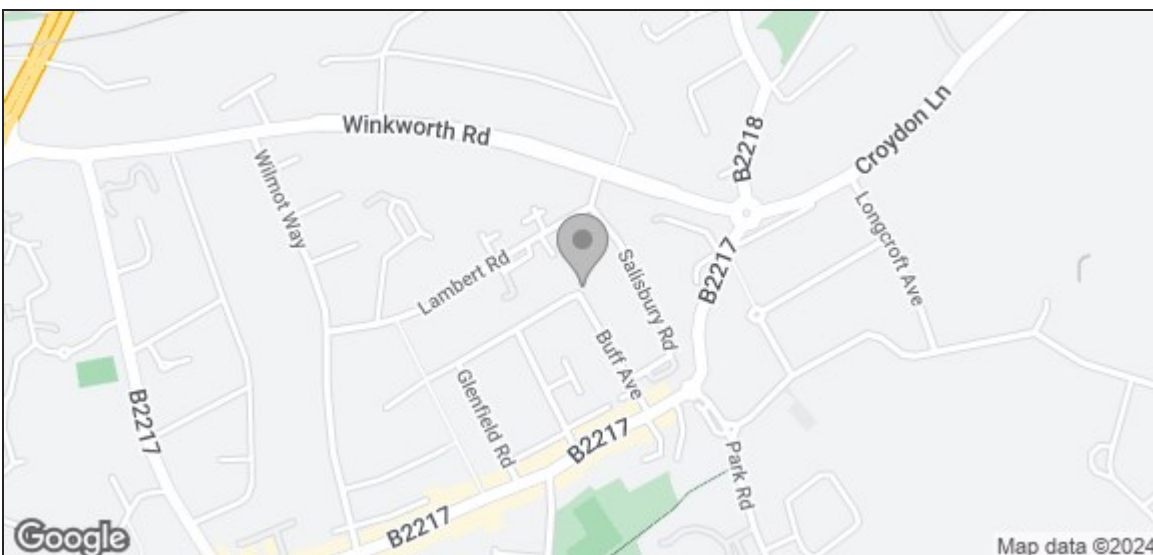 Winkworth Rd
B2218
Croydon Ln
Wilmot Way
Longcroft Ave
Lambert Rd
Salisbury Rd
B2217
Buff Ave
Glenfield Rd
B2217
B2217
Park Rd
B2217
Google
Map data ©2024